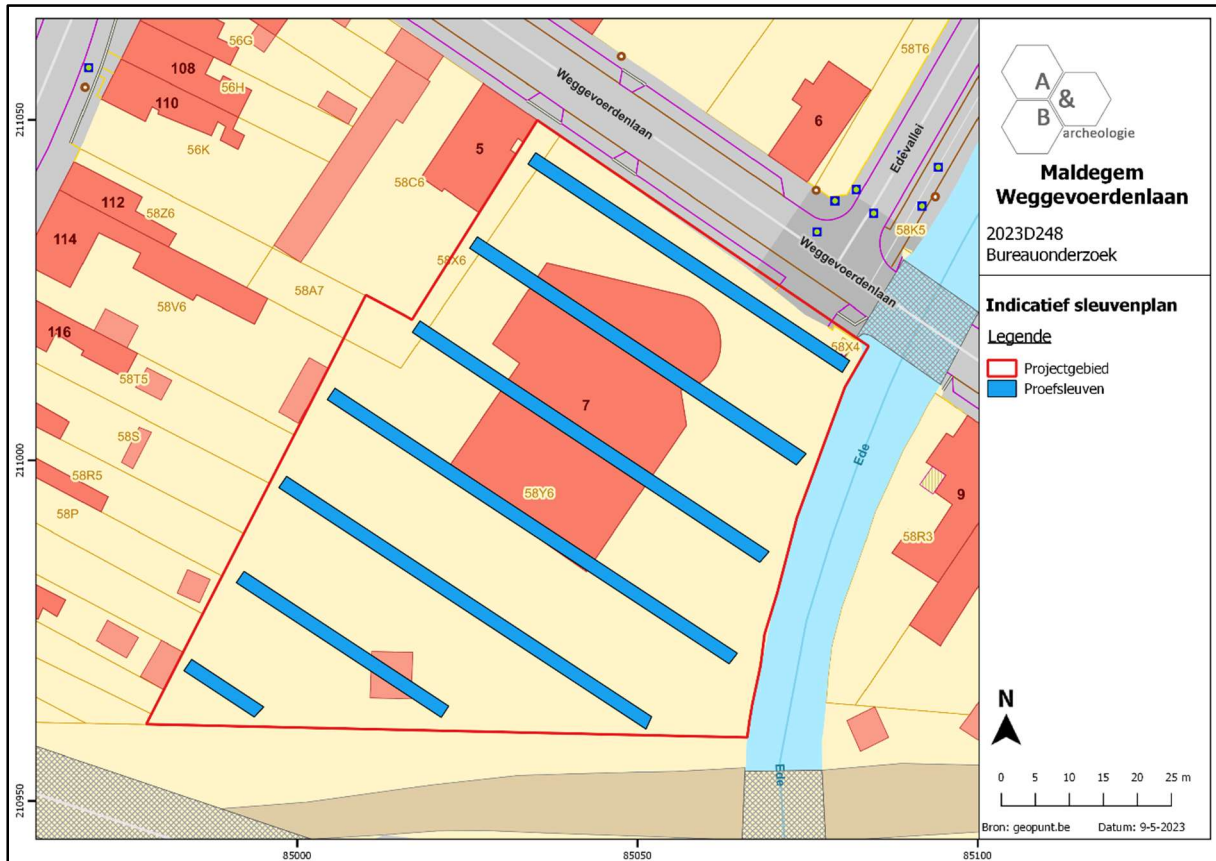 A
&
B
archeologie
Maldegem
Weggevoerdenlaan
2023D248
Bureauonderzoek
Indicatief sleuvenplan
Legende
Projectgebied
Proefsleuven
N
0 5 10 15 20 25 m
Bron: geopunt.be Datum: 9-5-2023
56G
58T6
108
56H
110
Weggevoerdenlaan
6
Edevallei
5
56K
58C6
112
58Z6
58K5
114
58X6
Weggevoerdenlaan
58A7
58V6
116
58X4
58T5
7
Ede
58S
58R5
58Y6
9
58P
58R3
Ede
211050
211000
210950
85000
85050
85100